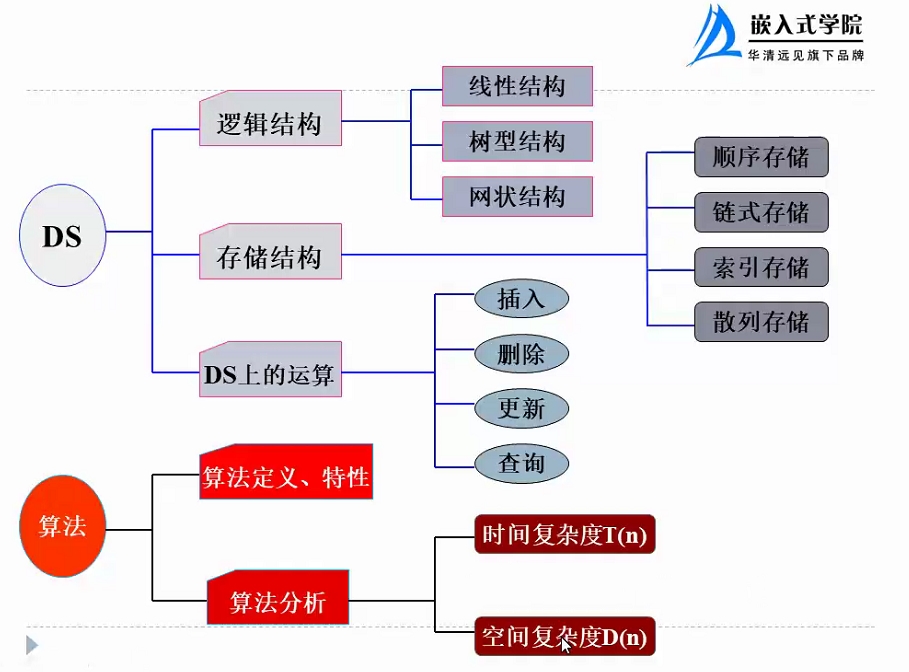 嵌入式学院
华清远见旗下品牌
线性结构
逻辑结构
树型结构
顺序存储
网状结构
链式存储
DS
存储结构
索引存储
插入
散列存储
删除
DS上的运算
更新
查询
算法定义、特性
算法
时间复杂度T(n)
算法分析
空间复杂度D(n)